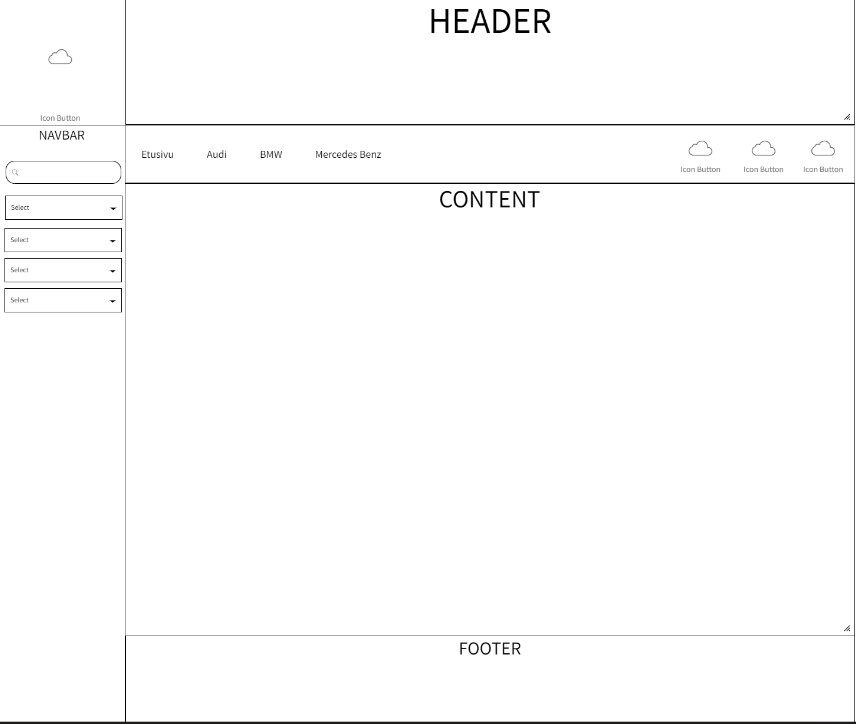 HEADER
Icon Button
NAVBAR
Etusivu Audi BMW Mercedes Benz
Icon Button Icon Button Icon Button
Select
Select
Select
Select
CONTENT
FOOTER